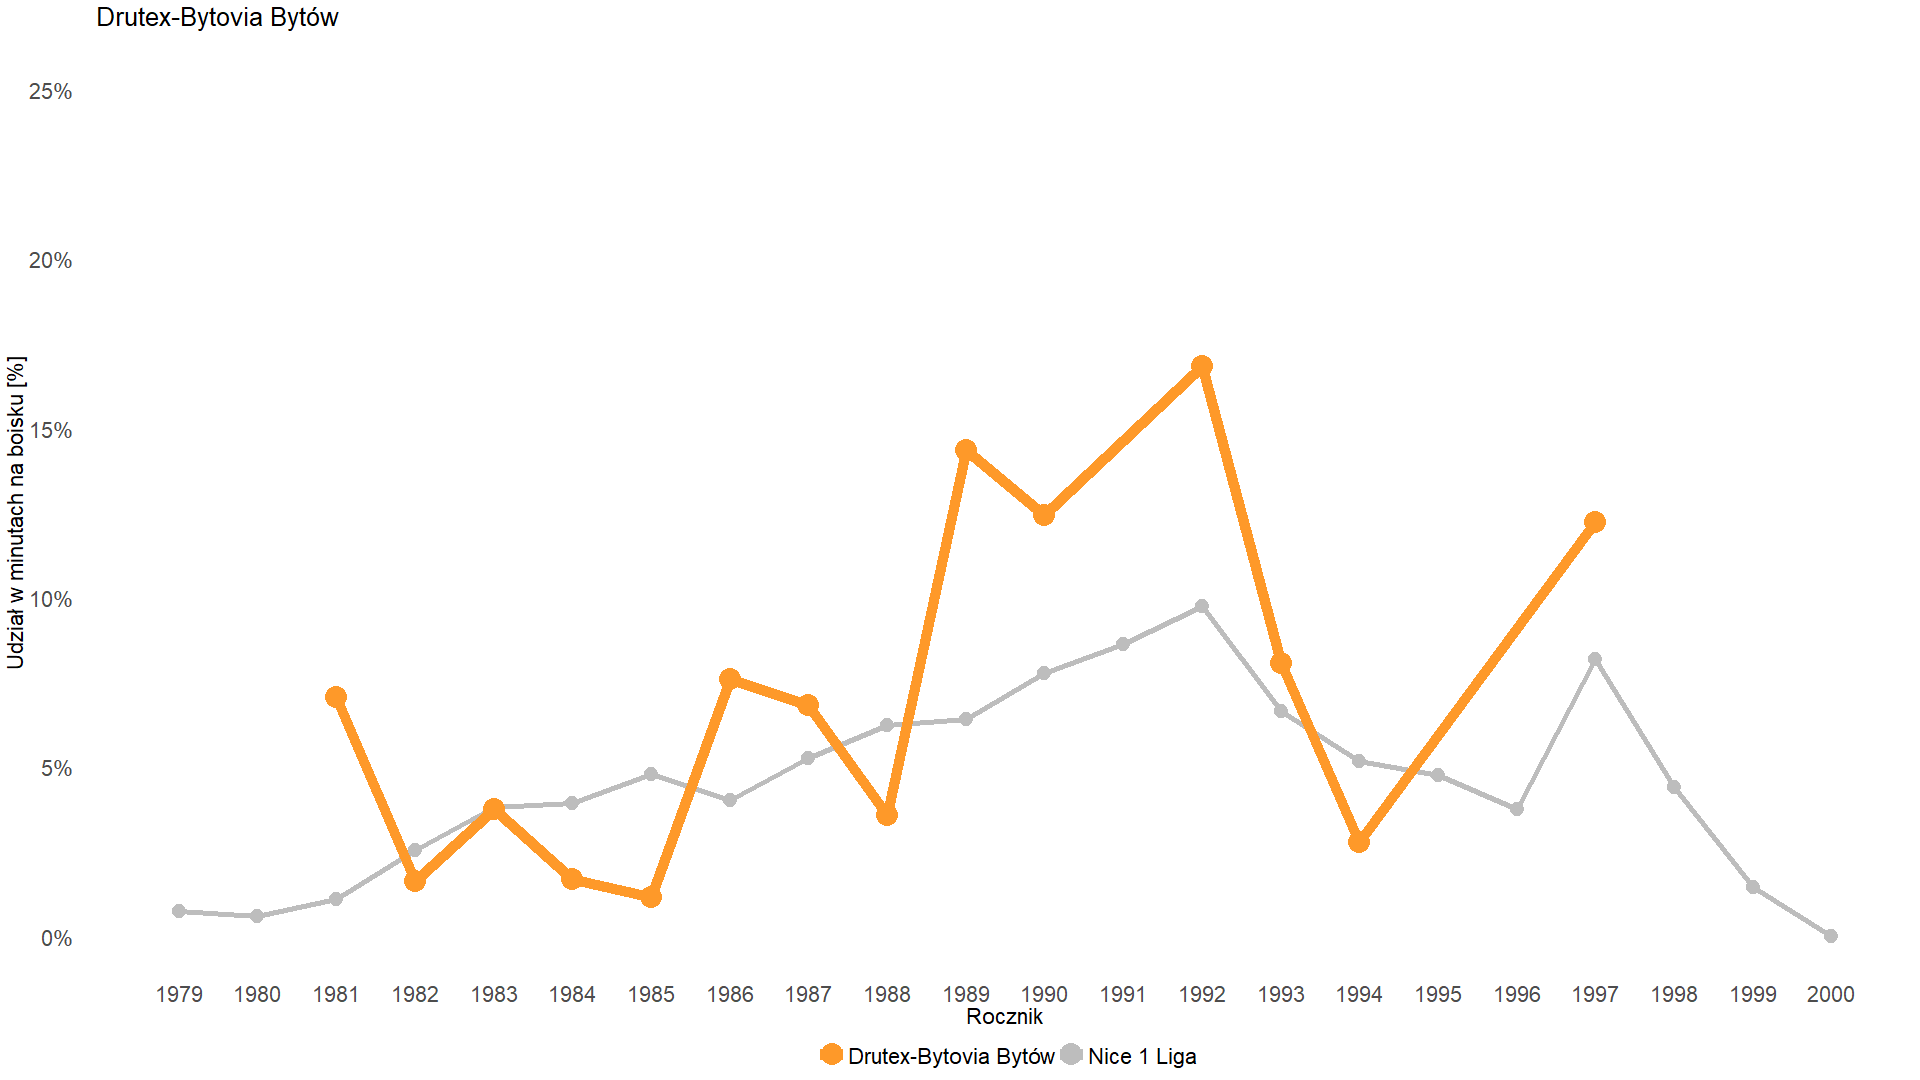 Drutex-Bytovia Bytów
25%
20%
15%
10%
5%
0%
Udział w minutach na boisku [%]
1979 1980 1981 1982 1983 1984 1985 1986 1987 1988 1989 1990 1991 1992 1993 1994 1995 1996 1997 1998 1999 2000
Rocznik
Drutex-Bytovia Bytów Nice 1 Liga